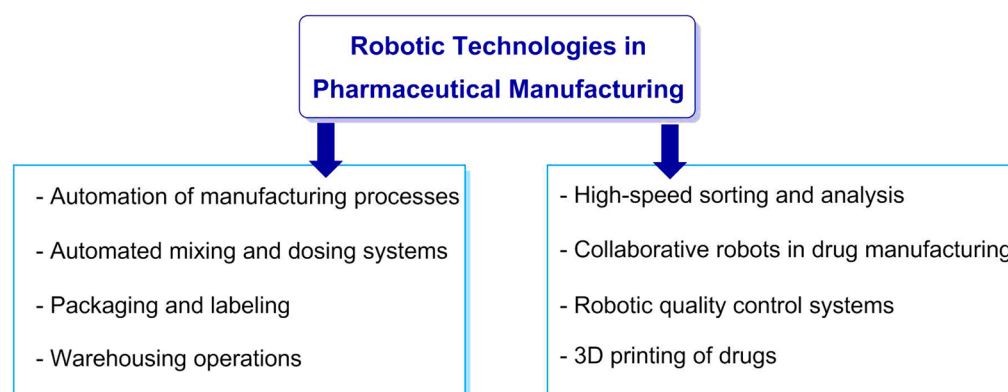 Robotic Technologies in
Pharmaceutical Manufacturing
- Automation of manufacturing processes
- Automated mixing and dosing systems
- Packaging and labeling
- Warehousing operations
- High-speed sorting and analysis
- Collaborative robots in drug manufacturing
- Robotic quality control systems
- 3D printing of drugs